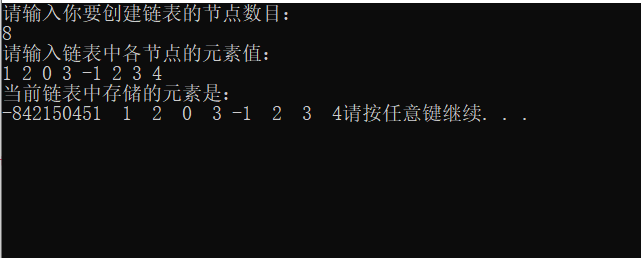 请输入你要创建链表的节点数目：
8
请输入链表中各节点的元素值：
1 2 0 3 -1 2 3 4
当前链表中存储的元素是：
-842150451  1  2  0  3 -1  2  3  4请按任意键继续. . .